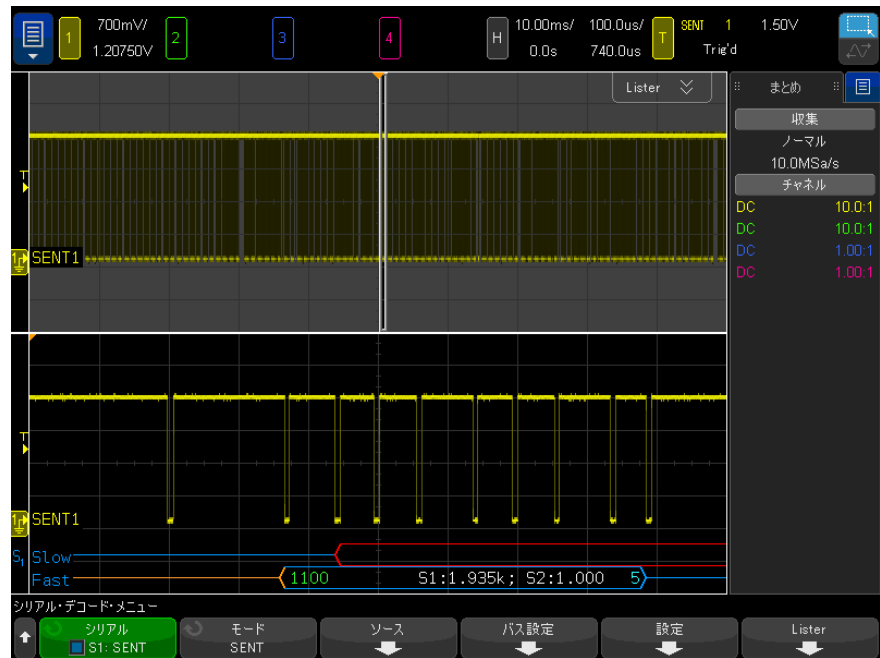 1 700mV/ 1.20750V 2 3 4 H 10.00ms/ 0.0s 100.0us/ 740.0us T SENT 1 1.50V Trig'd
Lister
まとめ
収集
ノーマル
10.0MSa/s
チャネル
DC 10.0:1
DC 10.0:1
DC 1.00:1
DC 1.00:1
T
SENT1
T
SENT1
S1 Slow
Fast 1100 S1:1.935k; S2:1.000 5
シリアル・デコード・メニュー
シリアル
S1: SENT
モード
SENT
ソース
バス設定
設定
Lister